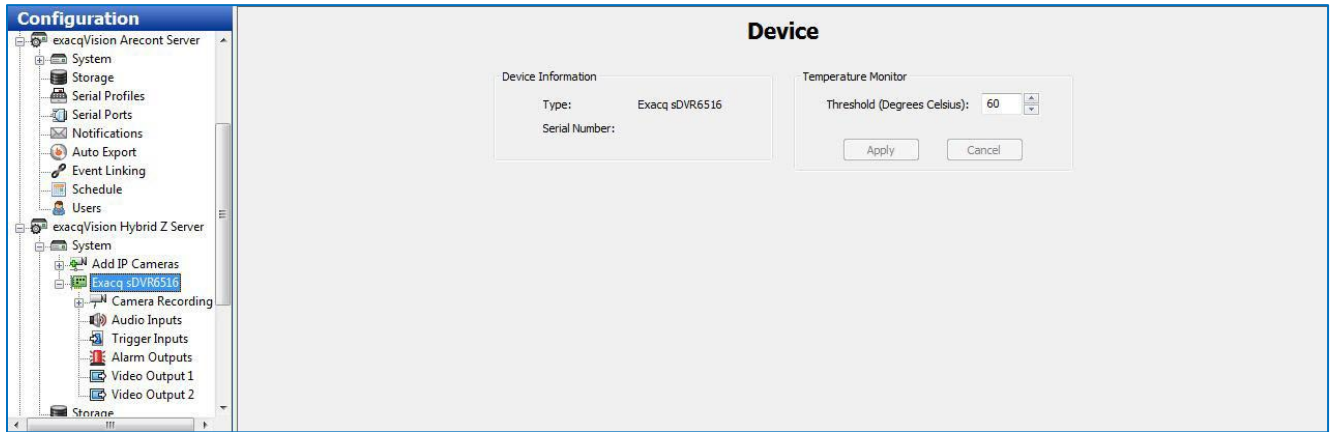 Configuration
exacqVision Arecont Server
System
Storage
Serial Profiles
Serial Ports
Notifications
Auto Export
Event Linking
Schedule
Users
exacqVision Hybrid Z Server
System
Add IP Cameras
Exacq sDVR6516
Camera Recording
Audio Inputs
Trigger Inputs
Alarm Outputs
Video Output 1
Video Output 2
Storage
Device
Device Information
Type: Exacq sDVR6516
Serial Number:
Temperature Monitor
Threshold (Degrees Celsius): 60
Apply Cancel